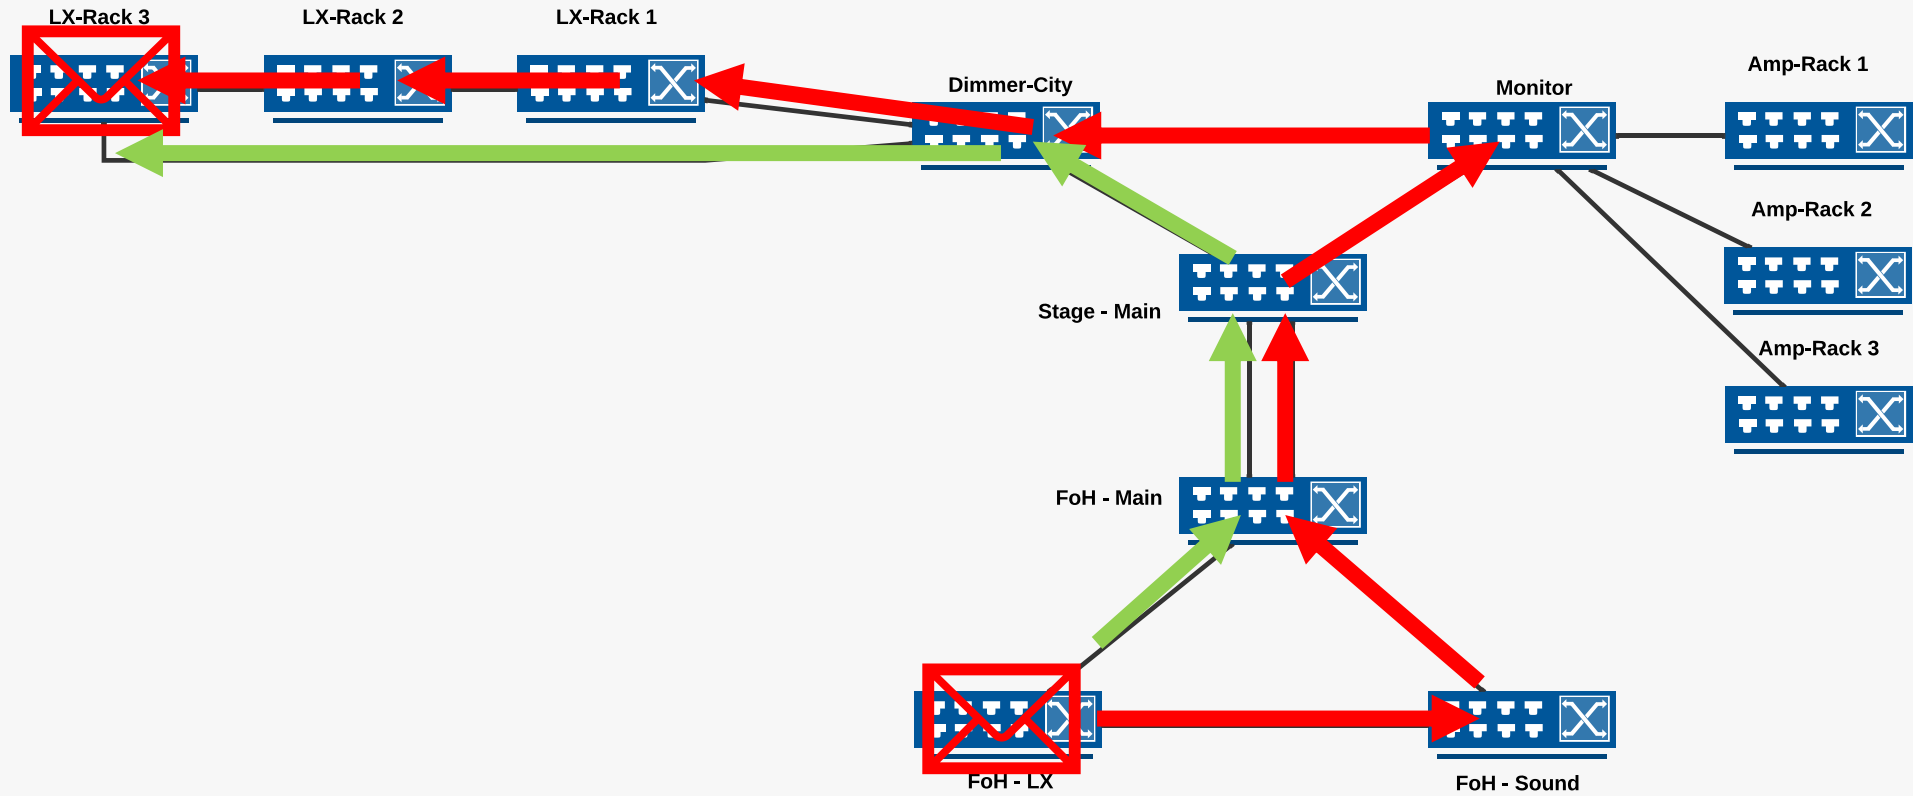 LX-Rack 3
LX-Rack 2
LX-Rack 1
Dimmer-City
Monitor
Amp-Rack 1
Amp-Rack 2
Stage - Main
Amp-Rack 3
FoH - Main
FoH - LX
FoH - Sound